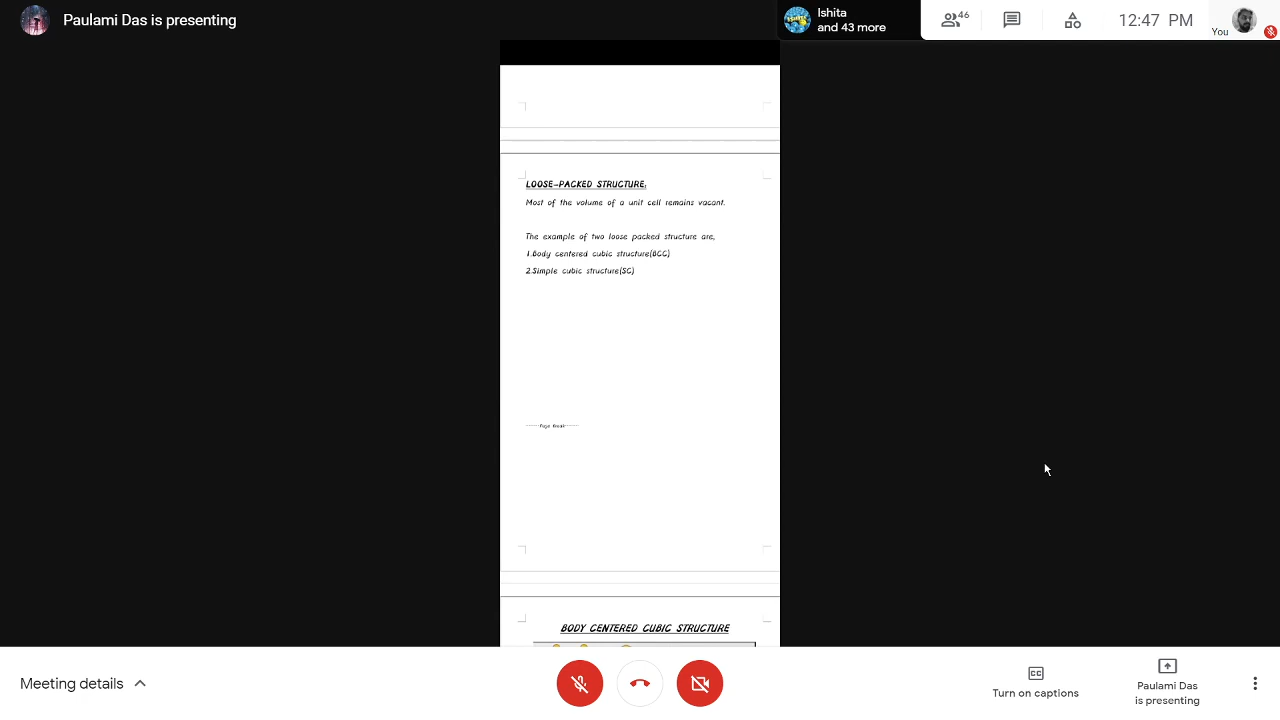 Paulami Das is presenting
Ishita
and 43 more
46
12:47 PM
You
LOOSE-PACKED STRUCTURE:
Most of the volume of a unit cell remains vacant.
The example of two loose packed structure are,
1.Body centered cubic structure(BCC)
2.Simple cubic structure(SC)
Page Break
BODY CENTERED CUBIC STRUCTURE
Meeting details
CC
Turn on captions
Paulami Das
is presenting